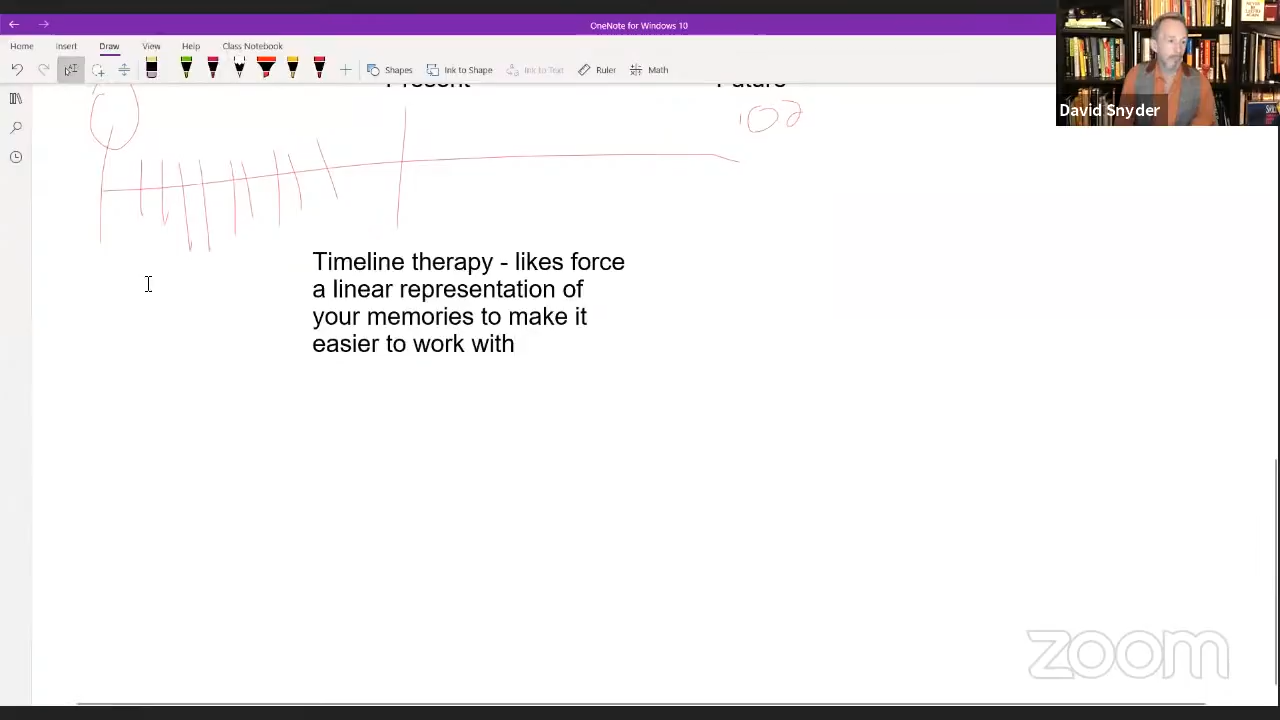 OneNote for Windows 10
Home Insert Draw View Help Class Notebook
Shapes Ink to Shape Ink to Text Ruler Math
David Snyder
Present Future
102
Timeline therapy - likes force
a linear representation of
your memories to make it
easier to work with
zoom